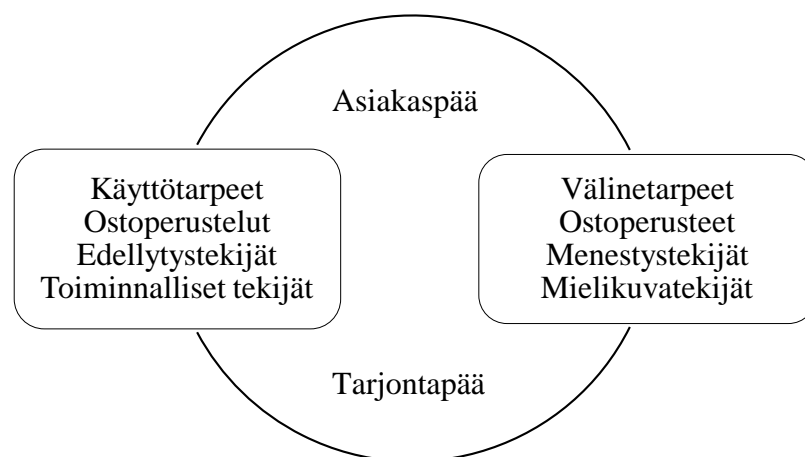 Asiakaspää
Käyttötarpeet
Ostoperustelut
Edellytystekijät
Toiminnalliset tekijät
Välinetarpeet
Ostoperusteet
Menestystekijät
Mielikuvatekijät
Tarjontapää